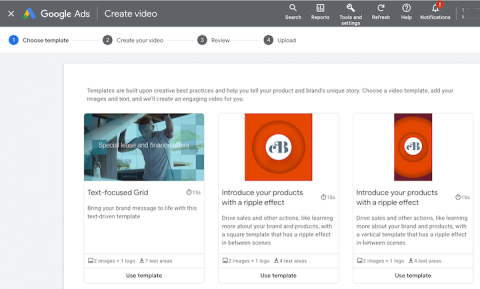 Google Ads
Create video
Search
Reports
Tools and
settings
Refresh
Help
Notifications
1 Choose template
2 Create your video
3 Review
4 Upload
Templates are built upon creative best practices and help you tell your product and brand's unique story. Choose a video template, add your
images and text, and we'll create an engaging video for you.
Special lease and finance offers
Text-focused Grid
15s
Bring your brand message to life with this
text-driven template
2 images + 1 logo 7 text areas
Use template
Introduce your products
with a ripple effect
15s
Drive sales and other actions, like learning
more about your brand and products, with
a square template that has a ripple effect
in between scenes
2 images + 1 logo 4 text areas
Use template
Introduce your products
with a ripple effect
15s
Drive sales and other actions, like learning
more about your brand and products, with
a vertical template that has a ripple effect
in between scenes
2 images + 1 logo 4 text areas
Use template